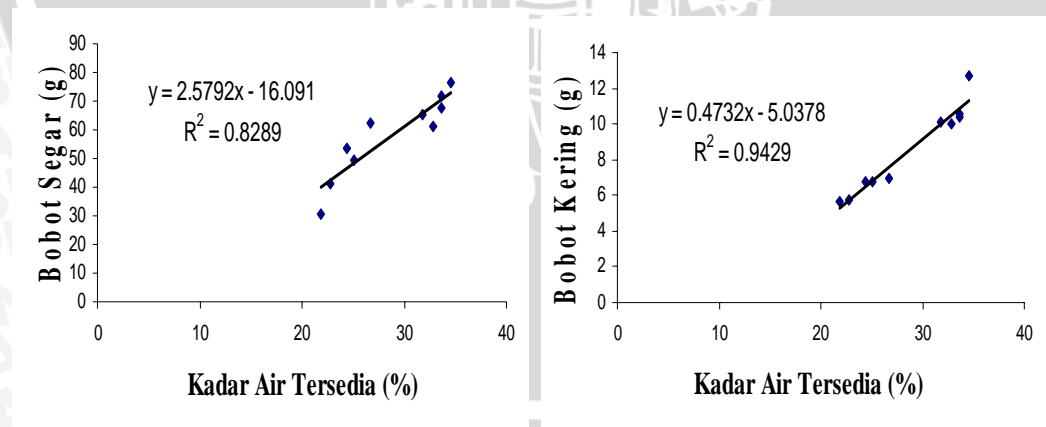 90
80
70
60
50
40
30
20
10
0
Bobot Segar (g)
y = 2.5792x - 16.091
R² = 0.8289
0 10 20 30 40
Kadar Air Tersedia (%)
14
12
10
8
6
4
2
0
Bobot Kering (g)
y = 0.4732x - 5.0378
R² = 0.9429
0 10 20 30 40
Kadar Air Tersedia (%)